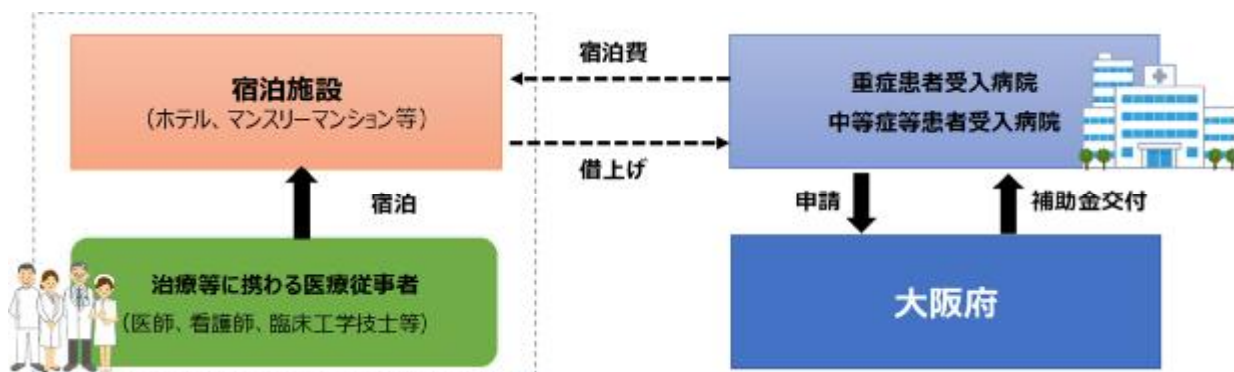 宿泊施設
（ホテル、マンスリーマンション等）
宿泊費
借上げ
重症患者受入病院
中等症等患者受入病院
宿泊
申請
補助金交付
治療等に携わる医療従事者
（医師、看護師、臨床工学技士等）
大阪府